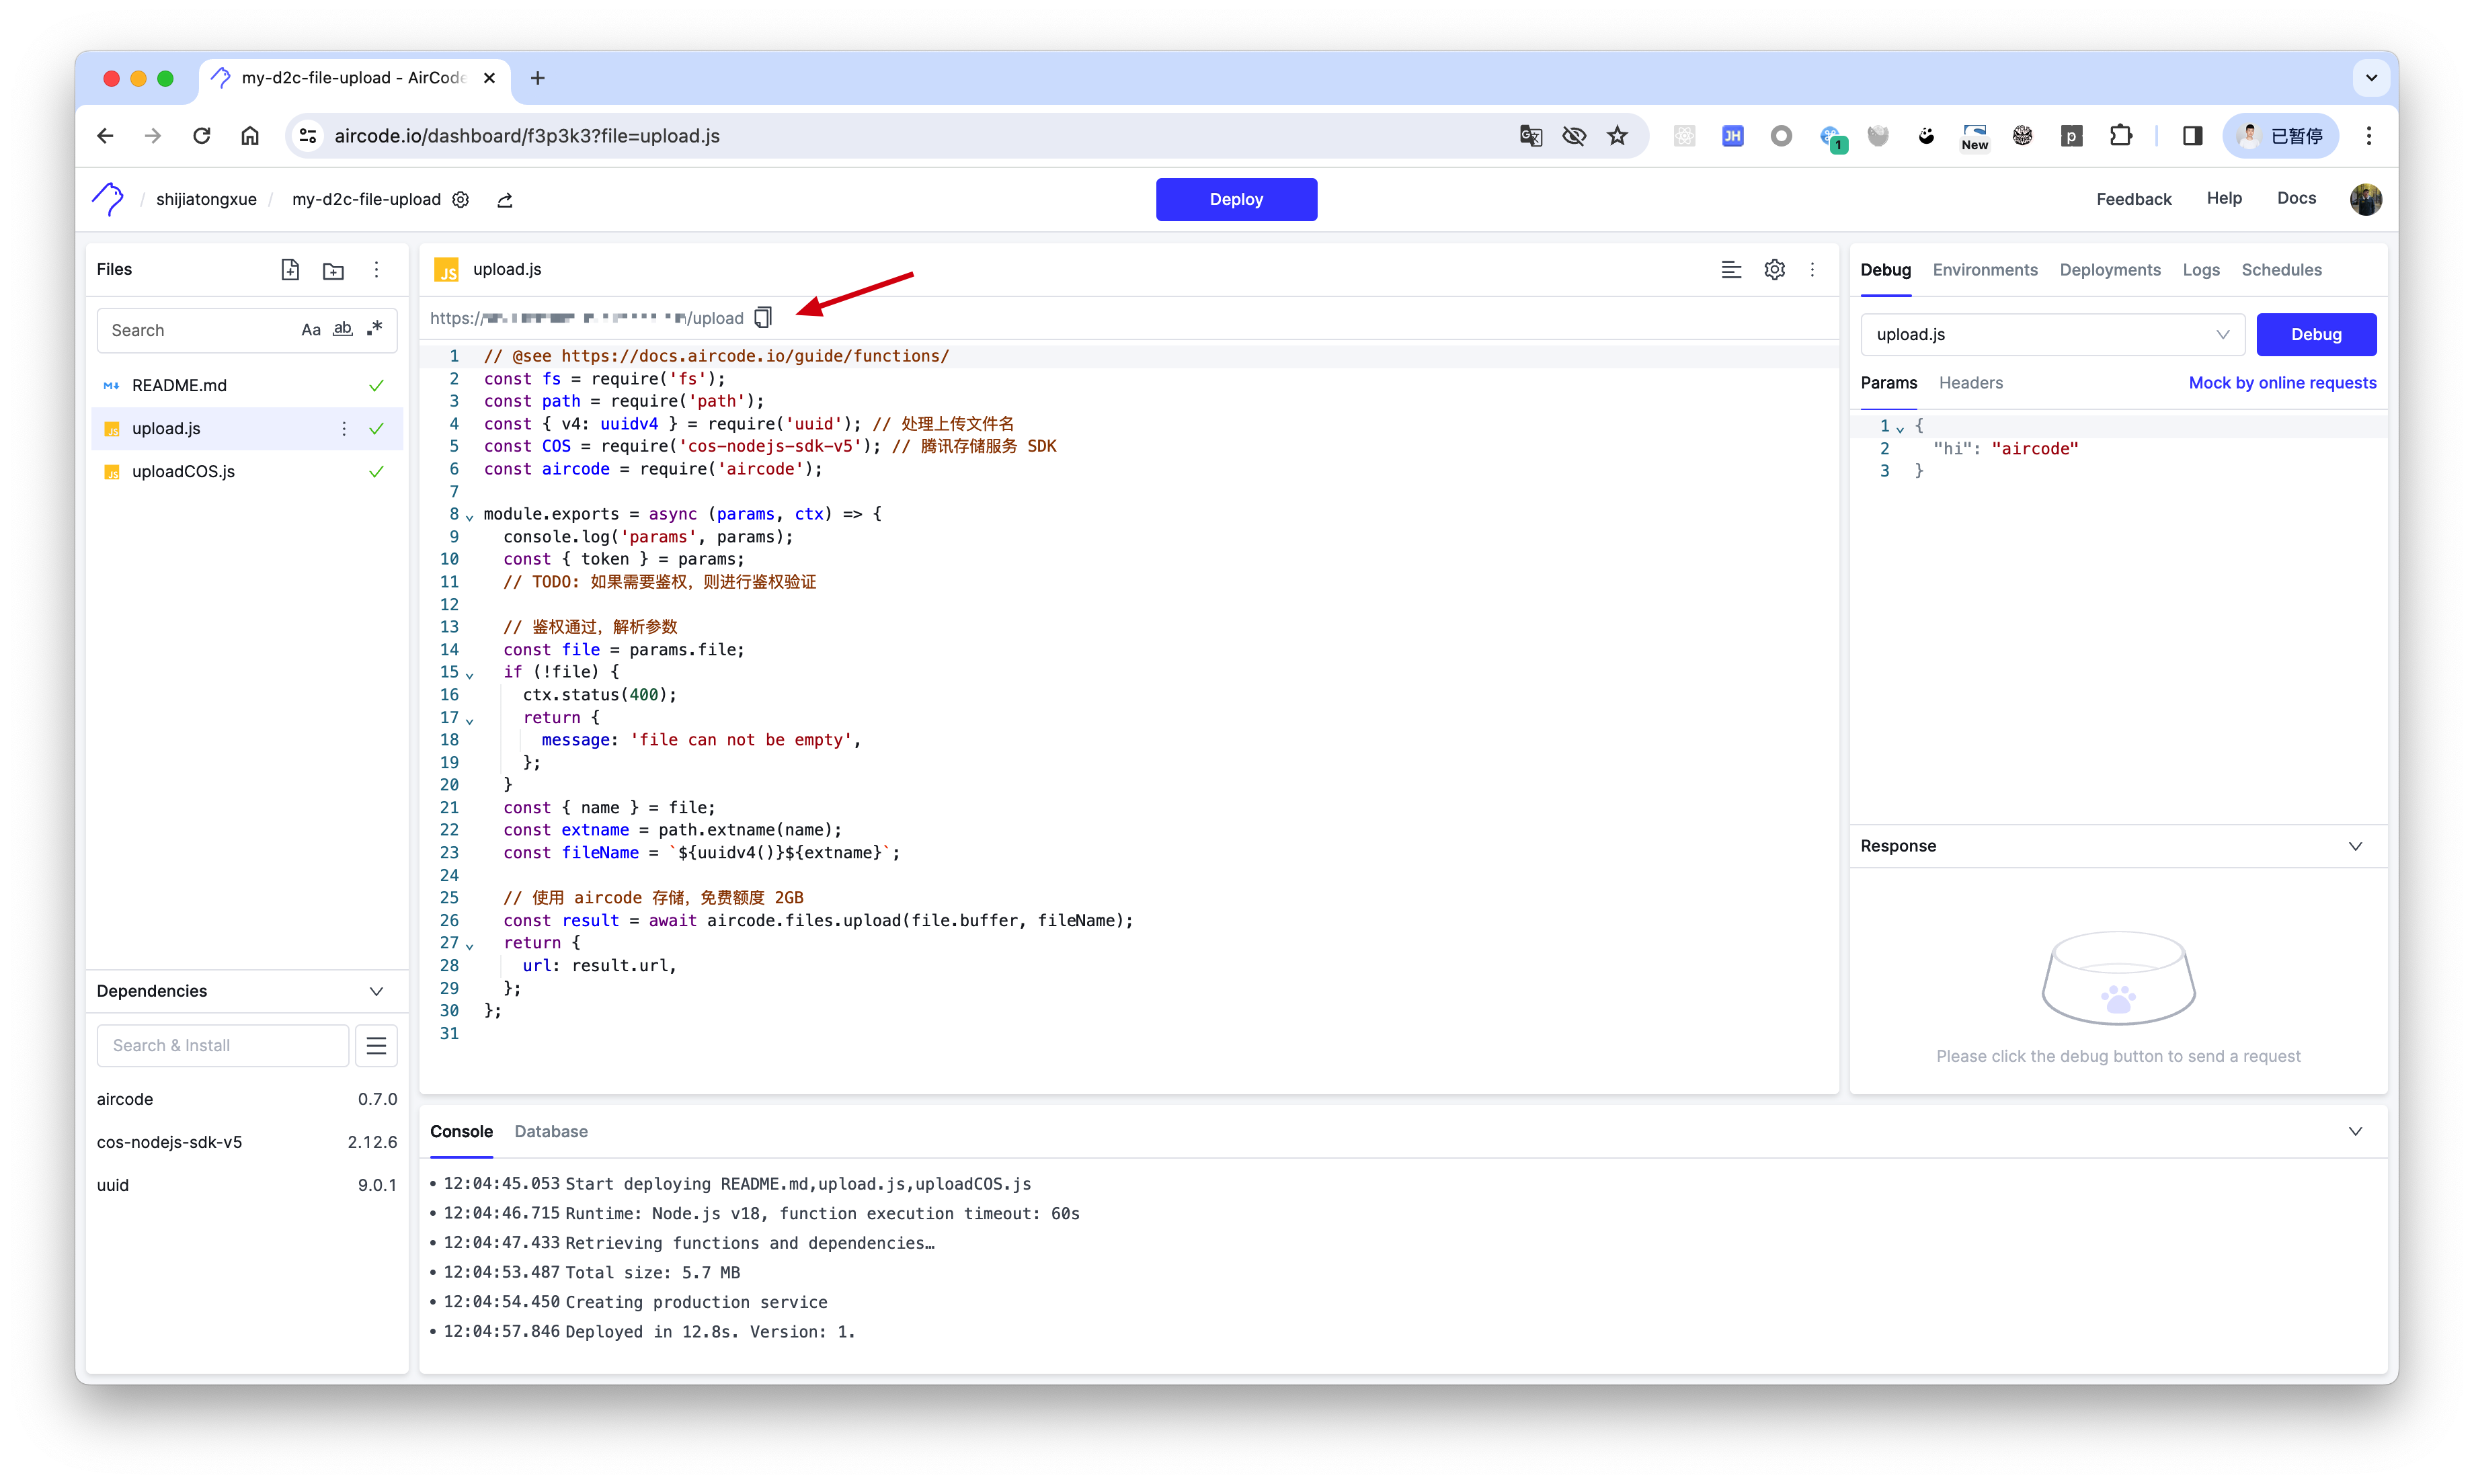 my-d2c-file-upload - AirCode
aircode.io/dashboard/f3p3k3?file=upload.js
JH
1
New
p
已暂停
/ shijiatongxue / my-d2c-file-upload
Deploy
Feedback
Help
Docs
Files
Search
Aa
ab
.*
README.md
JS upload.js
JS uploadCOS.js
Dependencies
Search & Install
aircode 0.7.0
cos-nodejs-sdk-v5 2.12.6
uuid 9.0.1
JS upload.js
https:// /upload
1 // @see https://docs.aircode.io/guide/functions/
2 const fs = require('fs');
3 const path = require('path');
4 const { v4: uuidv4 } = require('uuid'); // 处理上传文件名
5 const COS = require('cos-nodejs-sdk-v5'); // 腾讯存储服务 SDK
6 const aircode = require('aircode');
7
8 module.exports = async (params, ctx) => {
9 console.log('params', params);
10 const { token } = params;
11 // TODO: 如果需要鉴权，则进行鉴权验证
12
13 // 鉴权通过，解析参数
14 const file = params.file;
15 if (!file) {
16 ctx.status(400);
17 return {
18 message: 'file can not be empty',
19 };
20 }
21 const { name } = file;
22 const extname = path.extname(name);
23 const fileName = `${uuidv4()}${extname}`;
24
25 // 使用 aircode 存储，免费额度 2GB
26 const result = await aircode.files.upload(file.buffer, fileName);
27 return {
28 url: result.url,
29 };
30 };
31
Debug Environments Deployments Logs Schedules
upload.js
Debug
Params Headers Mock by online requests
1 {
2 "hi": "aircode"
3 }
Response
Please click the debug button to send a request
Console Database
• 12:04:45.053 Start deploying README.md,upload.js,uploadCOS.js
• 12:04:46.715 Runtime: Node.js v18, function execution timeout: 60s
• 12:04:47.433 Retrieving functions and dependencies…
• 12:04:53.487 Total size: 5.7 MB
• 12:04:54.450 Creating production service
• 12:04:57.846 Deployed in 12.8s. Version: 1.